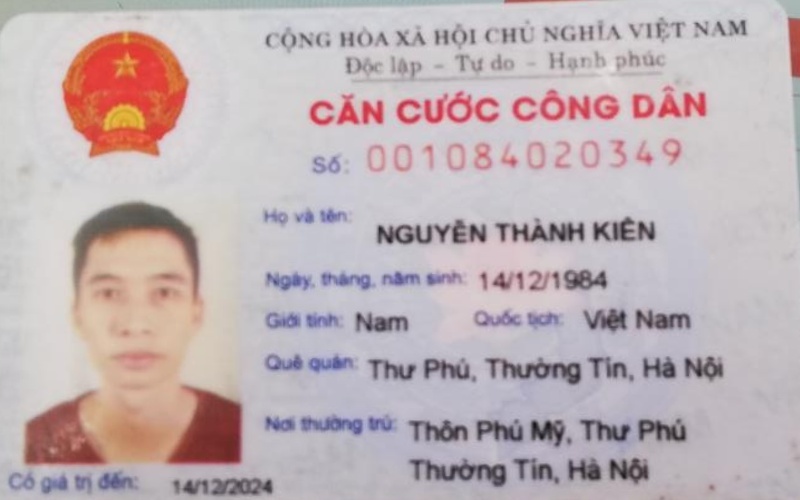 CỘNG HÒA XÃ HỘI CHỦ NGHĨA VIỆT NAM
Độc lập - Tự do - Hạnh phúc
CĂN CƯỚC CÔNG DÂN
Số: 001084020349
Họ và tên: NGUYỄN THÀNH KIÊN
Ngày, tháng, năm sinh: 14/12/1984
Giới tính: Nam Quốc tịch: Việt Nam
Quê quán: Thư Phú, Thường Tín, Hà Nội
Nơi thường trú: Thôn Phú Mỹ, Thư Phú
Thường Tín, Hà Nội
Có giá trị đến: 14/12/2024